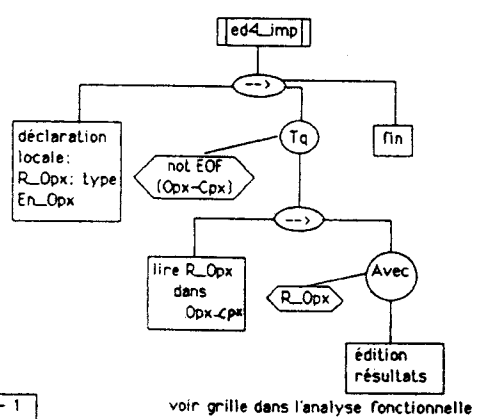 ed4_imp
-->
déclaration
locale:
R_Opx: type
En_Opx
Tq
not EOF
(Opx-Cpx)
fin
-->
lire R_Opx
dans
Opx-cpx
R_Opx
Avec
édition
résultats
- 1
voir grille dans l'analyse fonctionnelle